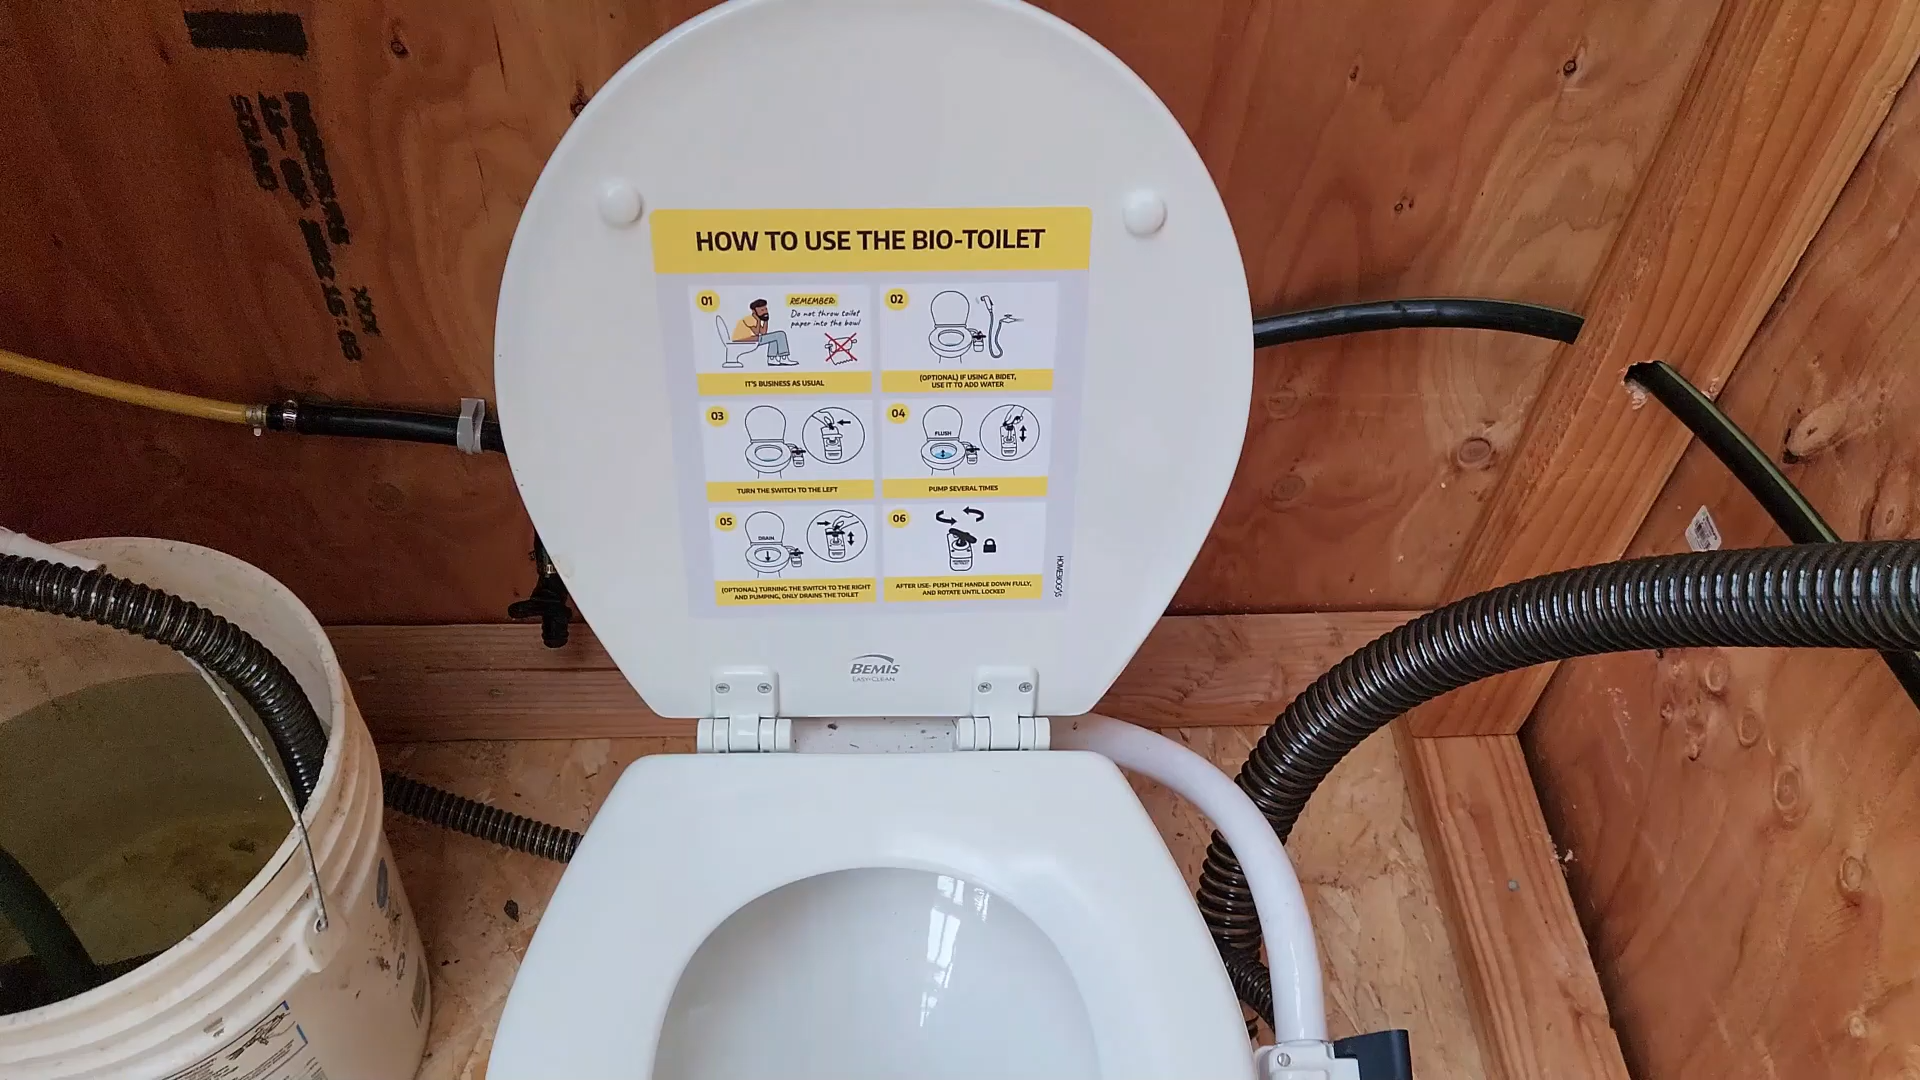 HOW TO USE THE BIO-TOILET
01
REMEMBER:
Do not throw toilet
paper into the bowl
IT'S BUSINESS AS USUAL
02
(OPTIONAL) IF USING A BIDET,
USE IT TO ADD WATER
03
TURN THE SWITCH TO THE LEFT
04
FLUSH
PUMP SEVERAL TIMES
05
DRAIN
(OPTIONAL) TURNING THE SWITCH TO THE RIGHT
AND PUMPING, ONLY DRAINS THE TOILET
06
AFTER USE- PUSH THE HANDLE DOWN FULLY,
AND ROTATE UNTIL LOCKED
HOMEBIOGAS
BEMIS
EASY•CLEAN